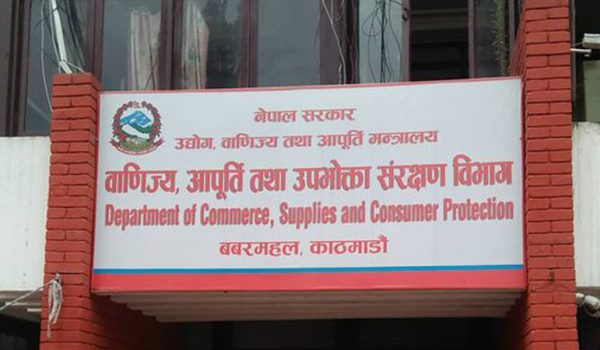 नेपाल सरकार
उद्योग, वाणिज्य तथा आपूर्ति मन्त्रालय
वाणिज्य, आपूर्ति तथा उपभोक्ता संरक्षण विभाग
Department of Commerce, Supplies and Consumer Protection
बबरमहल, काठमाडौं